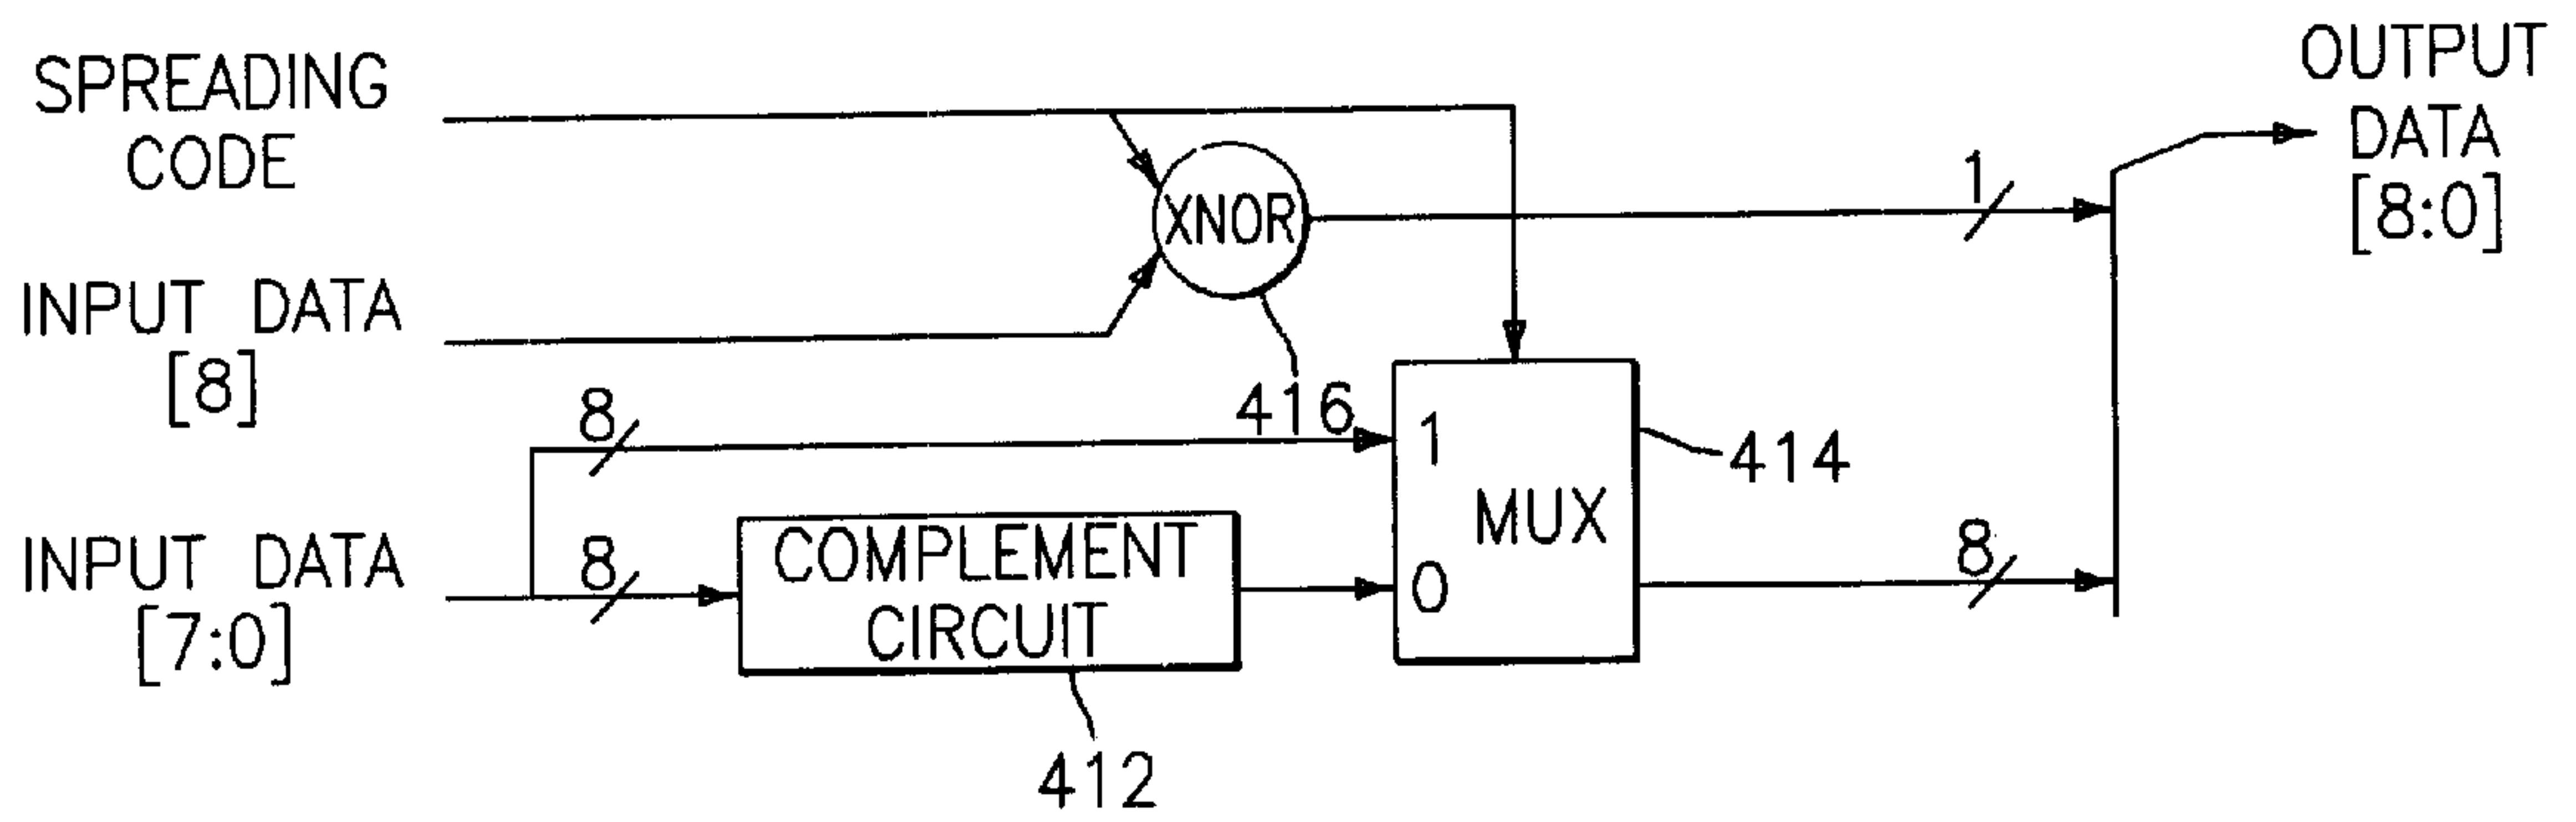 SPREADING
CODE
OUTPUT
DATA
[8:0]
XNOR
1
INPUT DATA
[8]
416
8
1
MUX
414
INPUT DATA
[7:0]
8
COMPLEMENT
CIRCUIT
0
8
412